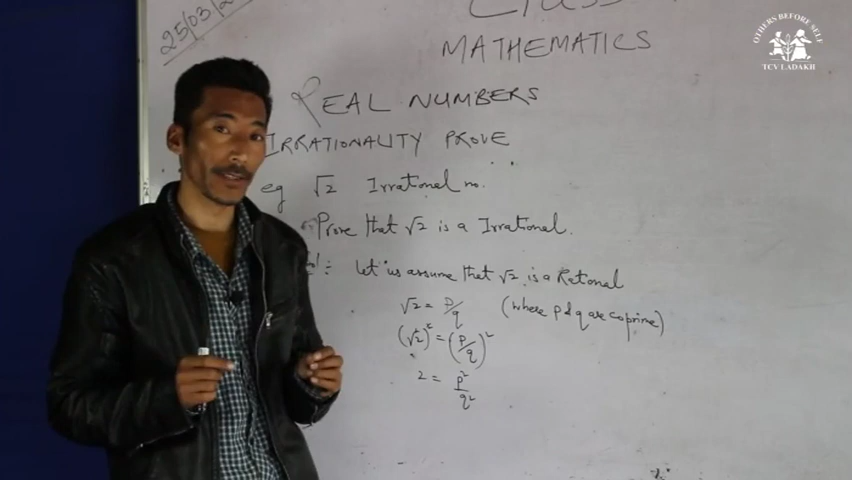 25/03/2
Class
MATHEMATICS
REAL NUMBERS
IRRATIONALITY PROVE
eg √2 Irrational no.
Prove that √2 is a Irrational.
Let us assume that √2 is a Rational
√2 = p/q (where p & q are coprime)
(√2)² = (p/q)²
2 = p²/q²
OTHERS BEFORE SELF
TCV LADAKH